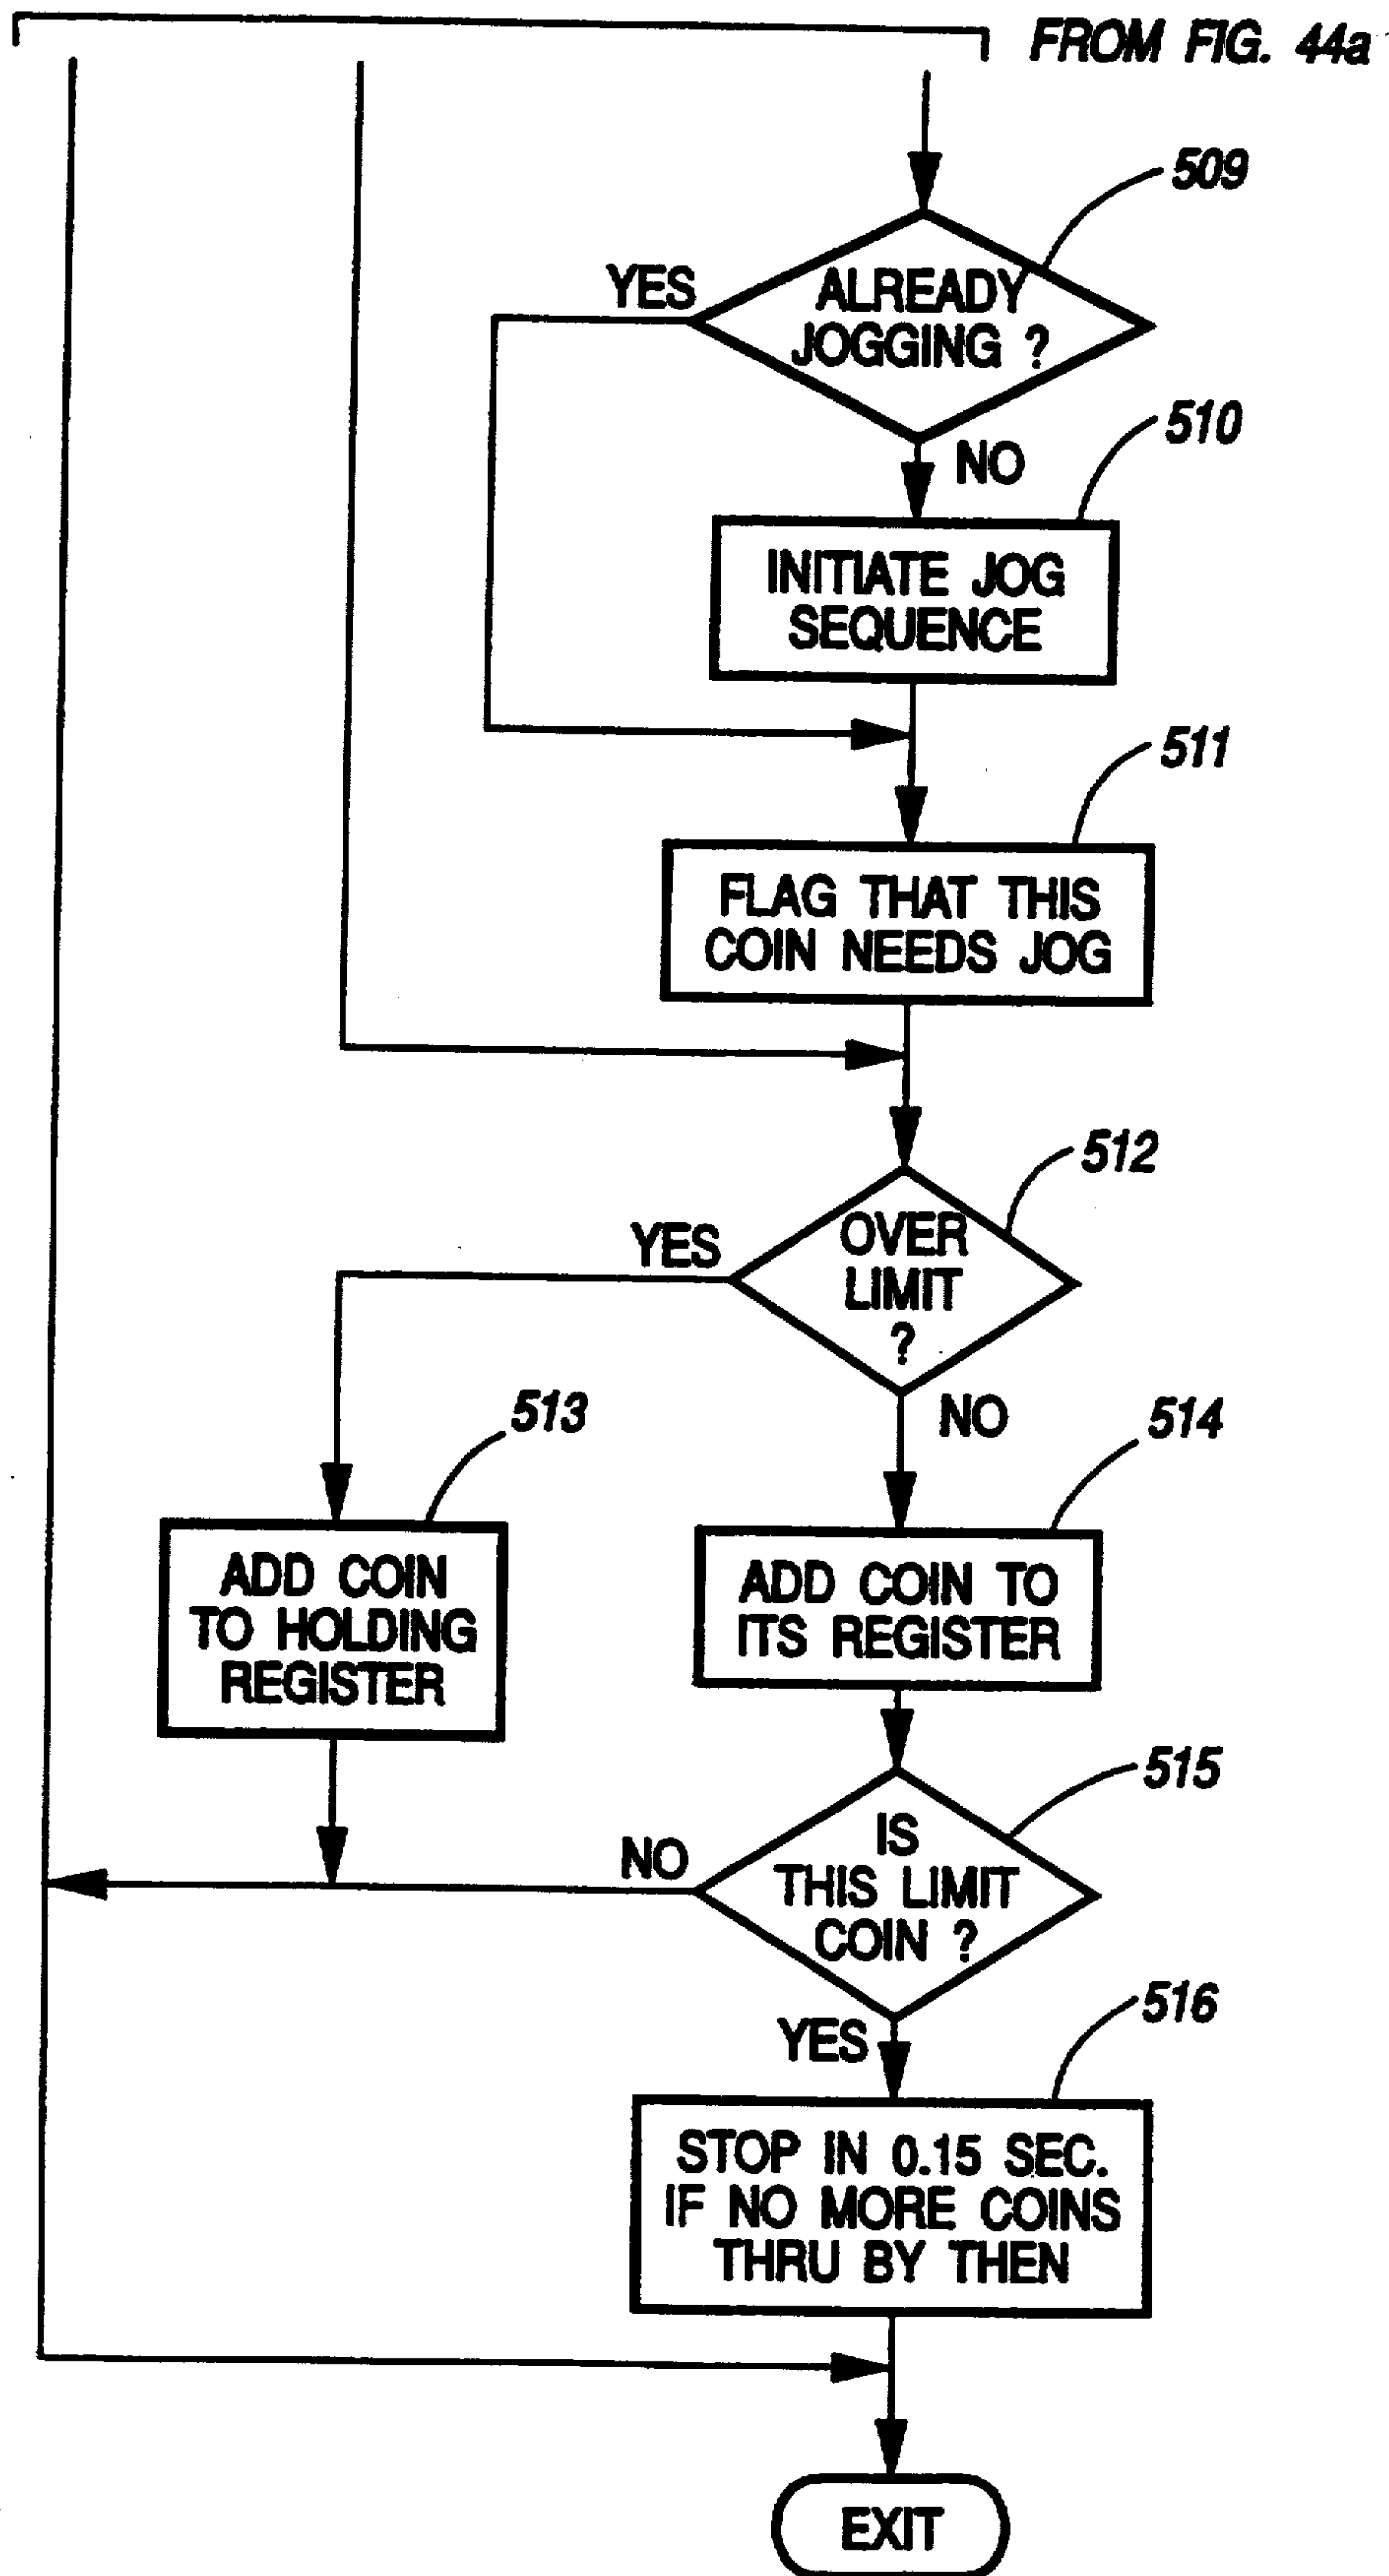 FROM FIG. 44a
509
YES
ALREADY
JOGGING ?
510
NO
INITIATE JOG
SEQUENCE
511
FLAG THAT THIS
COIN NEEDS JOG
512
YES
OVER
LIMIT
?
513
NO
514
ADD COIN
TO HOLDING
REGISTER
ADD COIN TO
ITS REGISTER
515
NO
IS
THIS LIMIT
COIN ?
516
YES
STOP IN 0.15 SEC.
IF NO MORE COINS
THRU BY THEN
EXIT